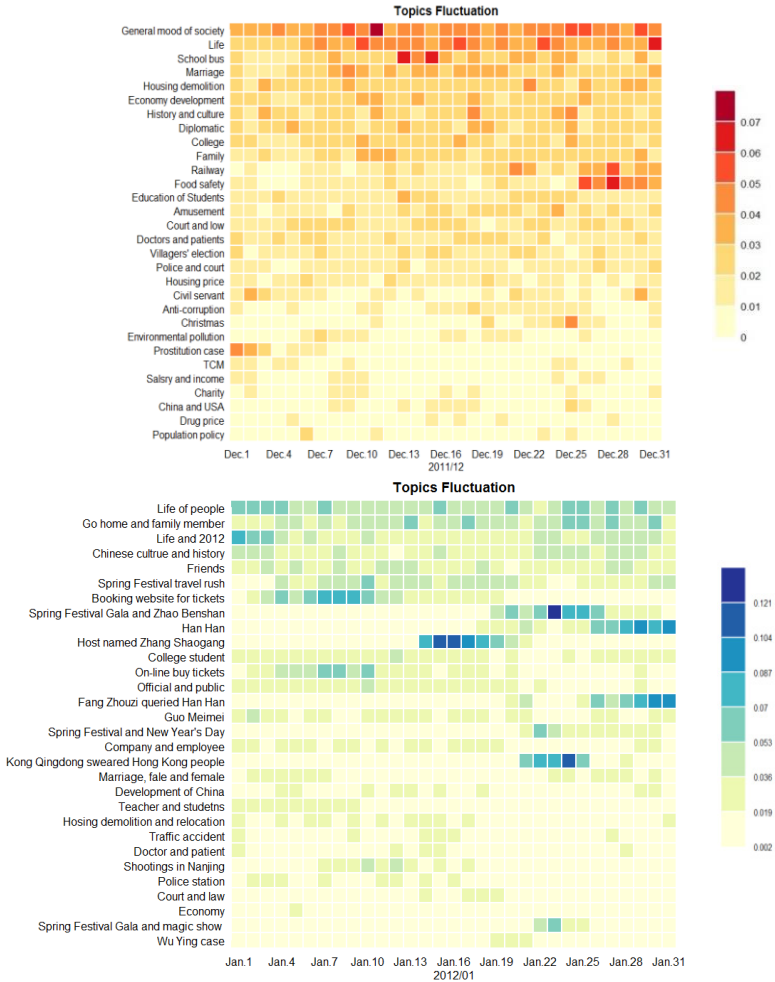 Topics Fluctuation
General mood of society
Life
School bus
Marriage
Housing demolition
Economy development
History and culture
Diplomatic
College
Family
Railway
Food safety
Education of Students
Amusement
Court and law
Doctors and patients
Villagers' election
Police and court
Housing price
Civil servant
Anti-corruption
Christmas
Environmental pollution
Prostitution case
TCM
Salsry and income
Charity
China and USA
Drug price
Population policy
Dec.1 Dec.4 Dec.7 Dec.10 Dec.13 Dec.16 Dec.19 Dec.22 Dec.25 Dec.28 Dec.31
2011/12
0.07
0.06
0.05
0.04
0.03
0.02
0.01
0
Topics Fluctuation
Life of people
Go home and family member
Life and 2012
Chinese cultrue and history
Friends
Spring Festival travel rush
Booking website for tickets
Spring Festival Gala and Zhao Benshan
Han Han
Host named Zhang Shaogang
College student
On-line buy tickets
Official and public
Fang Zhouzi queried Han Han
Guo Meimei
Spring Festival and New Year's Day
Company and employee
Kong Qingdong sweared Hong Kong people
Marriage, fale and female
Development of China
Teacher and studetns
Hosing demolition and relocation
Traffic accident
Doctor and patient
Shootings in Nanjing
Police station
Court and law
Economy
Spring Festival Gala and magic show
Wu Ying case
Jan.1 Jan.4 Jan.7 Jan.10 Jan.13 Jan.16 Jan.19 Jan.22 Jan.25 Jan.28 Jan.31
2012/01
0.121
0.104
0.087
0.07
0.053
0.036
0.019
0.002